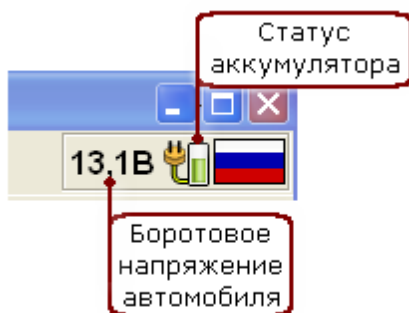 Статус
аккумулятора
13,1В
Боротовое
напряжение
автомобиля